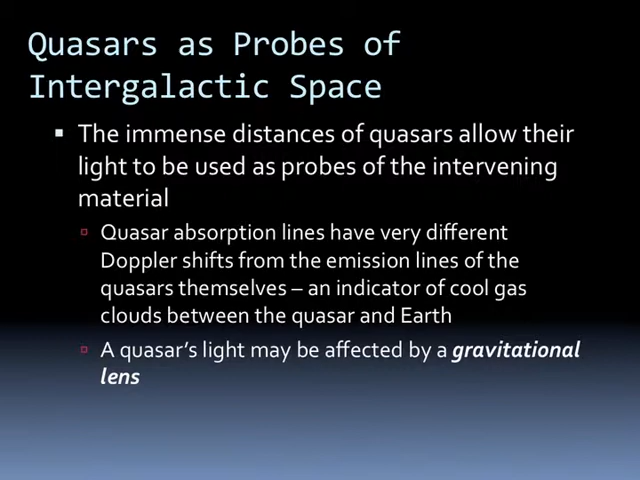 Quasars as Probes of
Intergalactic Space
▪ The immense distances of quasars allow their
light to be used as probes of the intervening
material
▫ Quasar absorption lines have very different
Doppler shifts from the emission lines of the
quasars themselves – an indicator of cool gas
clouds between the quasar and Earth
▫ A quasar’s light may be affected by a gravitational
lens